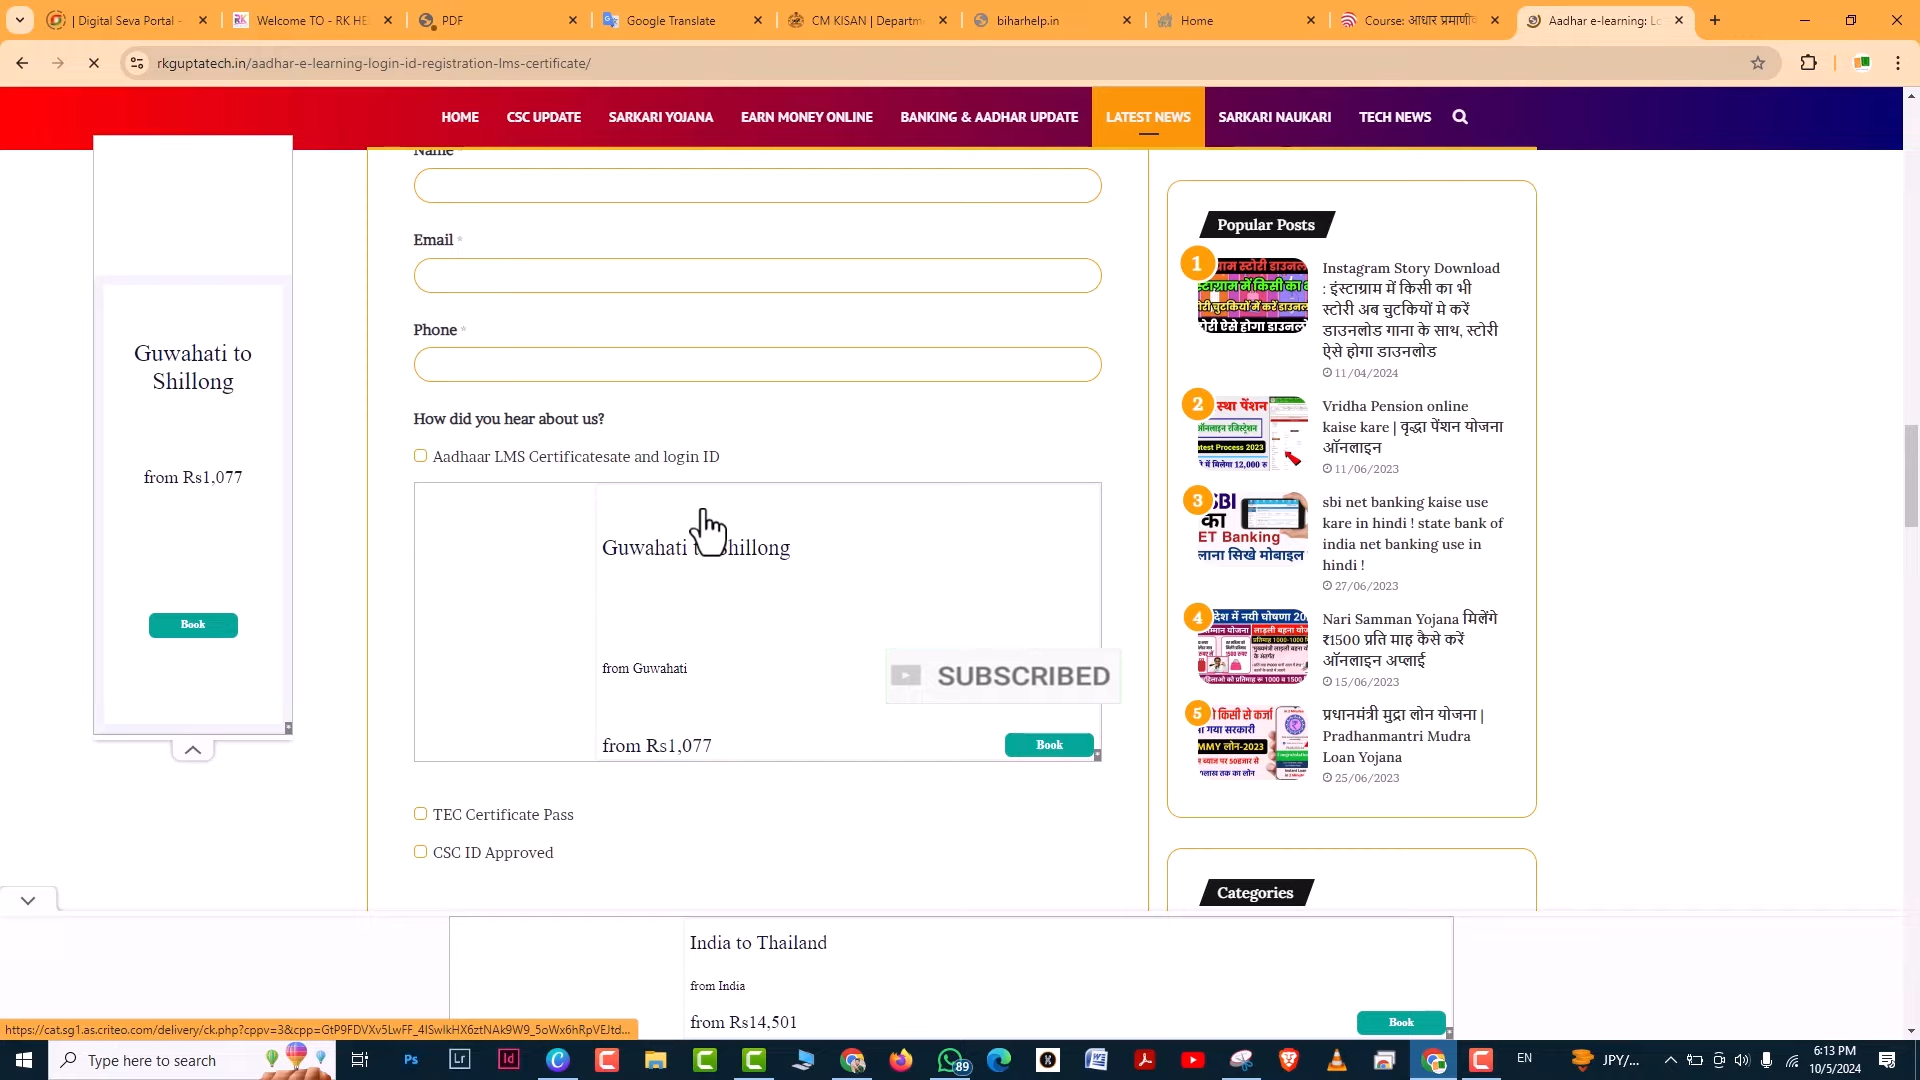 | Digital Seva Portal -
Welcome TO - RK HE
PDF
Google Translate
CM KISAN | Departm
biharhelp.in
Home
Course: आधार प्रमाणी
Aadhar e-learning: Lo
rkguptatech.in/aadhar-e-learning-login-id-registration-lms-certificate/
HOME
CSC UPDATE
SARKARI YOJANA
EARN MONEY ONLINE
BANKING & AADHAR UPDATE
LATEST NEWS
SARKARI NAUKARI
TECH NEWS
Name
Email *
Phone *
How did you hear about us?
Aadhaar LMS Certificatesate and login ID
Guwahati to Shillong
from Guwahati
from Rs1,077
Book
SUBSCRIBED
TEC Certificate Pass
CSC ID Approved
Guwahati to
Shillong
from Rs1,077
Book
Popular Posts
1
Instagram Story Download
: इंस्टाग्राम में किसी का भी
स्टोरी अब चुटकियों मे करें
डाउनलोड गाना के साथ, स्टोरी
ऐसे होगा डाउनलोड
11/04/2024
2
Vridha Pension online
kaise kare | वृद्धा पेंशन योजना
ऑनलाइन
11/06/2023
3
sbi net banking kaise use
kare in hindi ! state bank of
india net banking use in
hindi !
27/06/2023
4
Nari Samman Yojana मिलेंगे
₹1500 प्रति माह कैसे करें
ऑनलाइन अप्लाई
15/06/2023
5
प्रधानमंत्री मुद्रा लोन योजना |
Pradhanmantri Mudra
Loan Yojana
25/06/2023
Categories
India to Thailand
from India
from Rs14,501
Book
Type here to search
89
EN
JPY/...
6:13 PM
10/5/2024